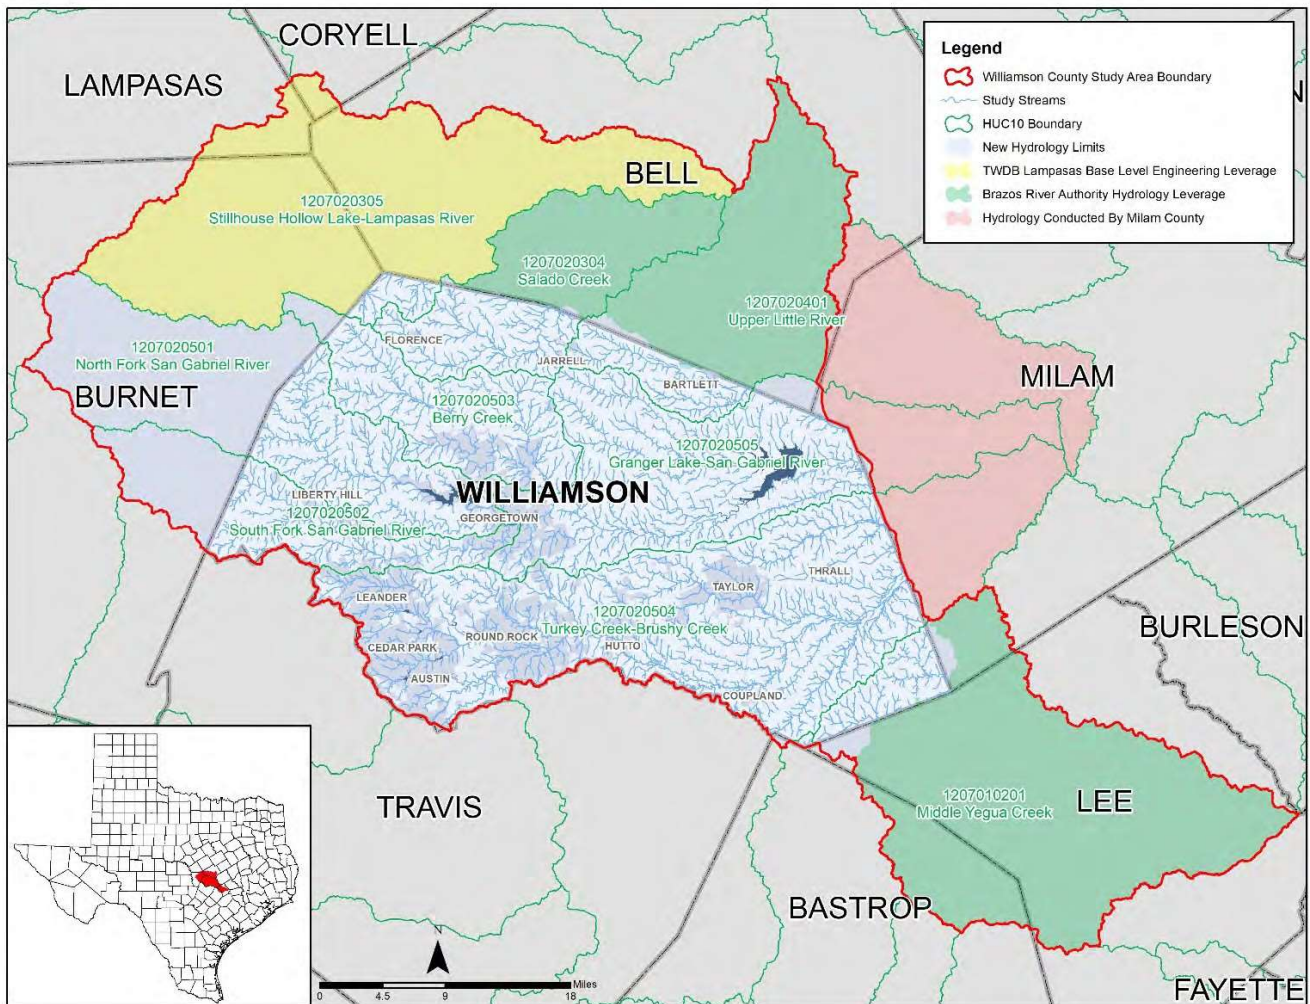 CORYELL
LAMPASAS
BELL
Legend
Williamson County Study Area Boundary
Study Streams
HUC10 Boundary
New Hydrology Limits
TWDB Lampasas Base Level Engineering Leverage
Brazos River Authority Hydrology Leverage
Hydrology Conducted By Milam County
1207020305
Stillhouse Hollow Lake-Lampasas River
1207020304
Salado Creek
1207020401
Upper Little River
1207020501
North Fork San Gabriel River
BURNET
MILAM
FLORENCE
JARRELL
BARTLETT
1207020503
Berry Creek
1207020505
Granger Lake-San Gabriel River
WILLIAMSON
LIBERTY HILL
GEORGETOWN
1207020502
South Fork San Gabriel River
THRALL
TAYLOR
LEANDER
1207020504
Turkey Creek-Brushy Creek
ROUND ROCK
HUTTO
CEDAR PARK
AUSTIN
COUPLAND
BURLESON
TRAVIS
1207010201
Middle Yegua Creek
LEE
BASTROP
FAYETTE
N
0 4.5 9 18
Miles